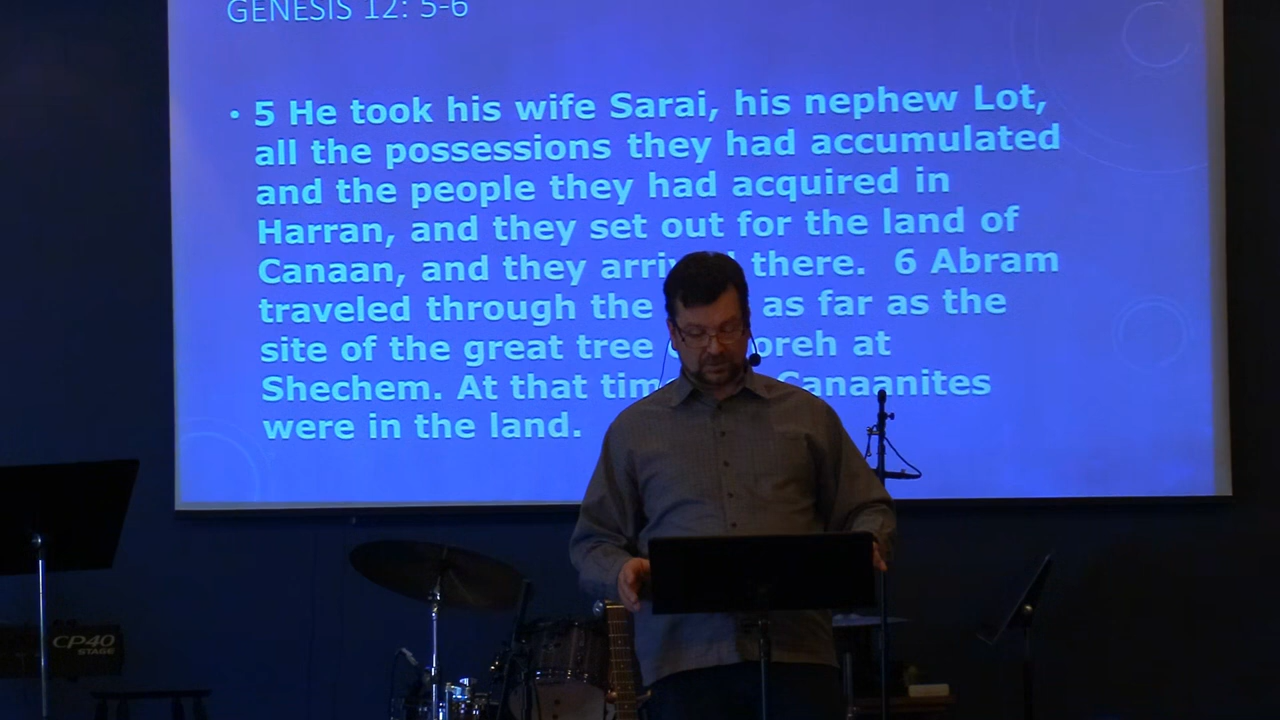 GENESIS 12: 5-6
• 5 He took his wife Sarai, his nephew Lot,
all the possessions they had accumulated
and the people they had acquired in
Harran, and they set out for the land of
Canaan, and they arri there. 6 Abram
traveled through the as far as the
site of the great tree oreh at
Shechem. At that tim Canaanites
were in the land.
CP40
STAGE